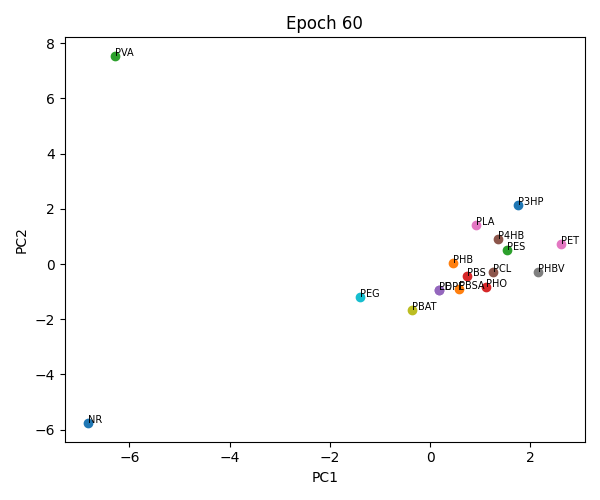 Epoch 60
8
PVA
6
4
2
P3HP
PLA
P4HB
PET
PES
PHB
0
PBS
PCL
PHBV
PHO
PBSA
PEG
PBAT
−2
−4
NR
−6
−6
−4
−2
0
2
PC1
PC2